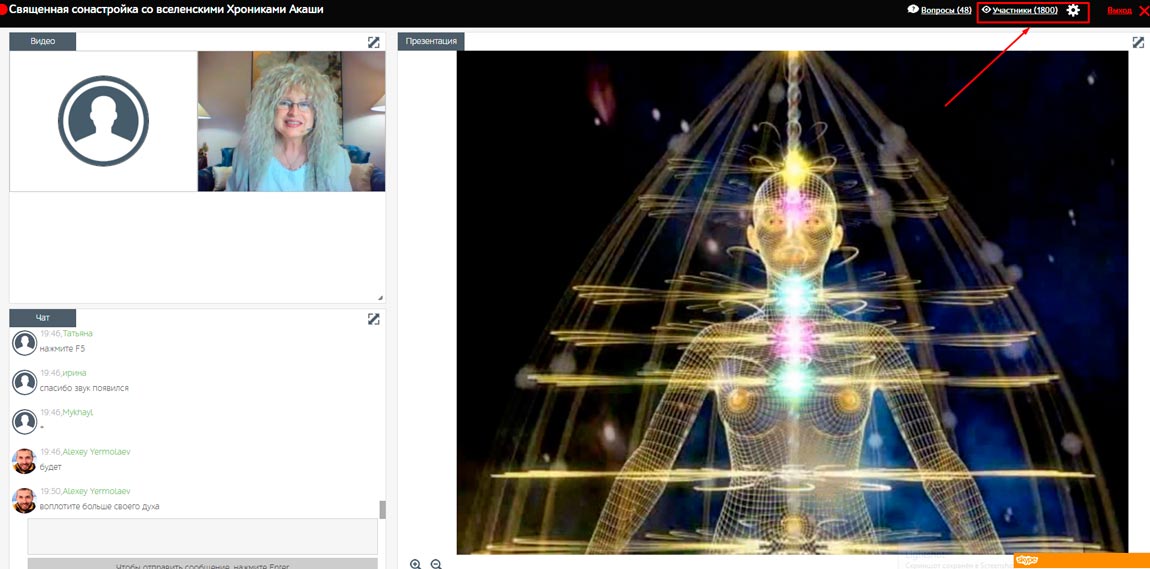 Священная сонастройка со вселенскими Хрониками Акаши
Вопросы (48)
Участники (1800)
Выход
Видео
Презентация
Чат
19:46,Татьяна
нажмите F5
19:46,ирина
спасибо звук появился
19:46,Mykhayl
+
19:46,Alexey Yermolaev
будет
19:50,Alexey Yermolaev
воплотите больше своего духа
Чтобы отправить сообщение, нажмите Enter
skype
Скриншот сохранён в Screensho